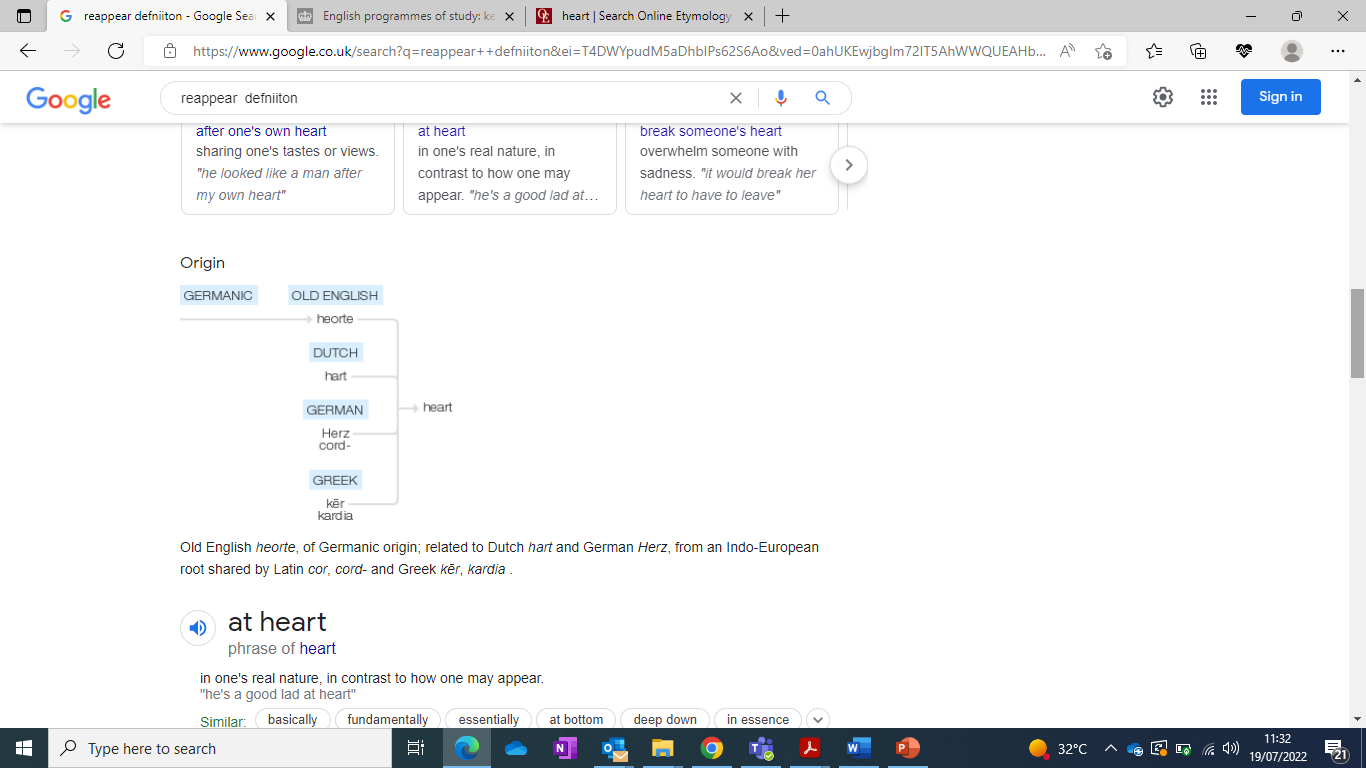 reappear defniiton - Google Sear
English programmes of study: ke
heart | Search Online Etymology
https://www.google.co.uk/search?q=reappear++defniiton&ei=T4DWYpudM5aDhbIPs62S6Ao&ved=0ahUKEwjbgIm72IT5AhWWQUEAHb...
Google
reappear defniiton
Sign in
after one's own heart
sharing one's tastes or views.
"he looked like a man after
my own heart"
at heart
in one's real nature, in
contrast to how one may
appear. "he's a good lad at...
break someone's heart
overwhelm someone with
sadness. "it would break her
heart to have to leave"
Origin
GERMANIC
OLD ENGLISH
heorte
DUTCH
hart
GERMAN
heart
Herz
cord-
GREEK
kēr
kardia
Old English heorte, of Germanic origin; related to Dutch hart and German Herz, from an Indo-European
root shared by Latin cor, cord- and Greek kēr, kardia .
at heart
phrase of heart
in one's real nature, in contrast to how one may appear.
"he's a good lad at heart"
Similar:
basically
fundamentally
essentially
at bottom
deep down
in essence
Type here to search
32°C
11:32
19/07/2022
21